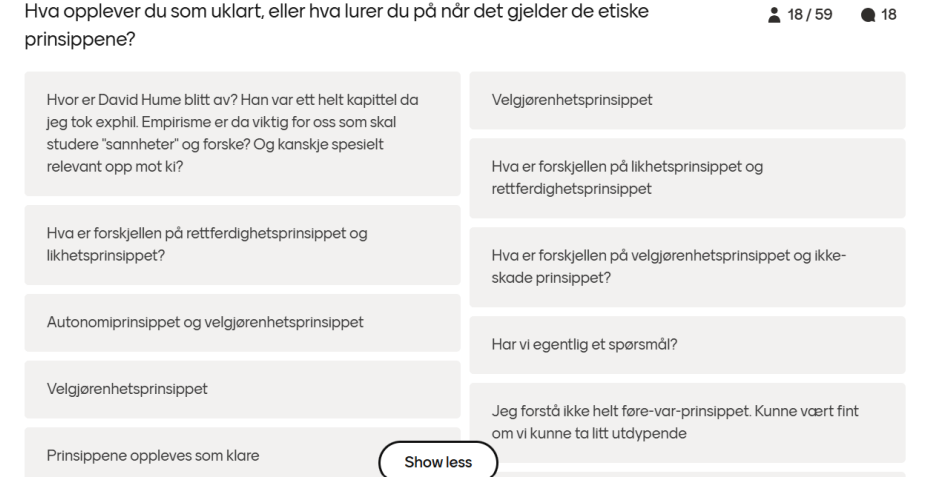 Hva opplever du som uklart, eller hva lurer du på når det gjelder de etiske
prinsippene?
18 / 59
18
Hvor er David Hume blitt av? Han var ett helt kapittel da
jeg tok exphil. Empirisme er da viktig for oss som skal
studere "sannheter" og forske? Og kanskje spesielt
relevant opp mot ki?
Hva er forskjellen på rettferdighetsprinsippet og
likhetsprinsippet?
Autonomiprinsippet og velgjørenhetsprinsippet
Velgjørenhetsprinsippet
Prinsippene oppleves som klare
Velgjørenhetsprinsippet
Hva er forskjellen på likhetsprinsippet og
rettferdighetsprinsippet
Hva er forskjellen på velgjørenhetsprinsippet og ikke-
skade prinsippet?
Har vi egentlig et spørsmål?
Jeg forstå ikke helt føre-var-prinsippet. Kunne vært fint
om vi kunne ta litt utdypende
Show less